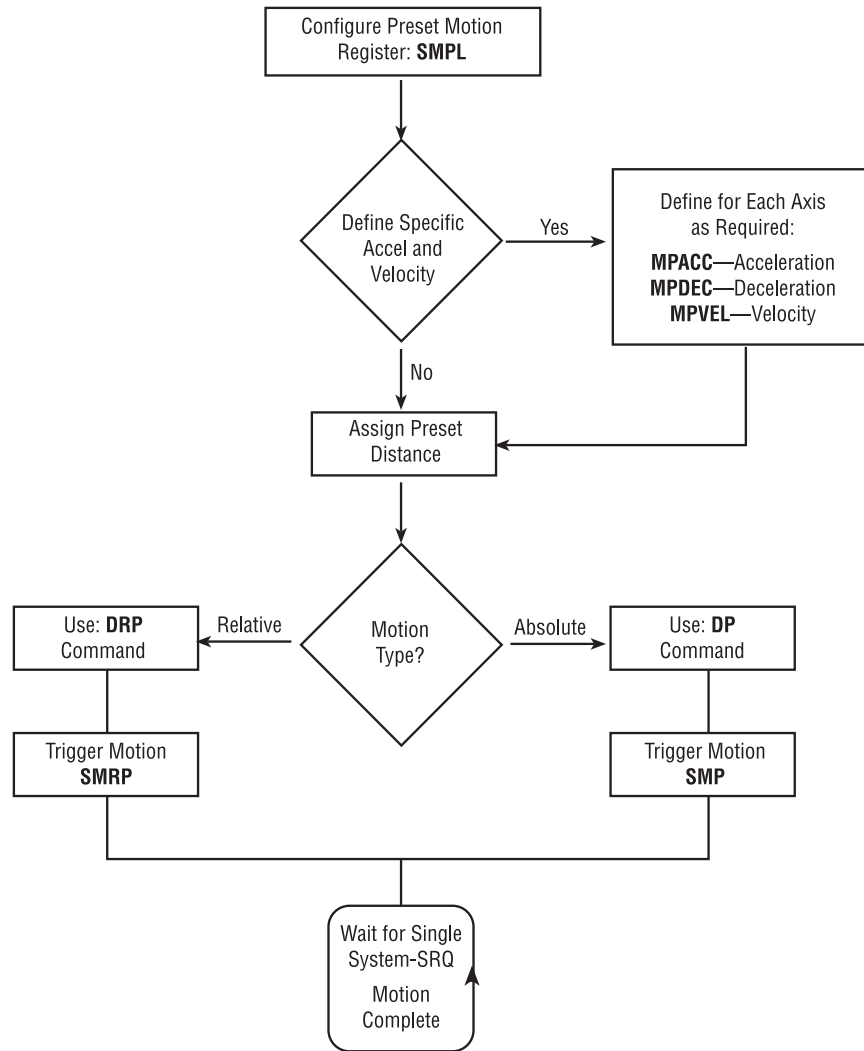 Configure Preset Motion
Register: SMPL
Define Specific
Accel and
Velocity
Yes
Define for Each Axis
as Required:
MPACC—Acceleration
MPDEC—Deceleration
MPVEL—Velocity
No
Assign Preset
Distance
Use: DRP
Command
Relative
Motion
Type?
Absolute
Use: DP
Command
Trigger Motion
SMRP
Trigger Motion
SMP
Wait for Single
System-SRQ
Motion
Complete